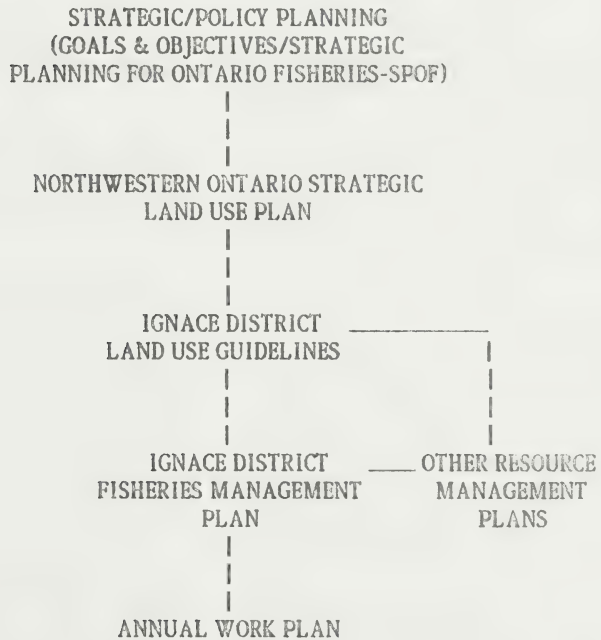 STRATEGIC/POLICY PLANNING
(GOALS & OBJECTIVES/STRATEGIC
PLANNING FOR ONTARIO FISHERIES-SPOF)
NORTHWESTERN ONTARIO STRATEGIC
LAND USE PLAN
IGNACE DISTRICT
LAND USE GUIDELINES
IGNACE DISTRICT
FISHERIES MANAGEMENT
PLAN
OTHER RESOURCE
MANAGEMENT
PLANS
ANNUAL WORK PLAN